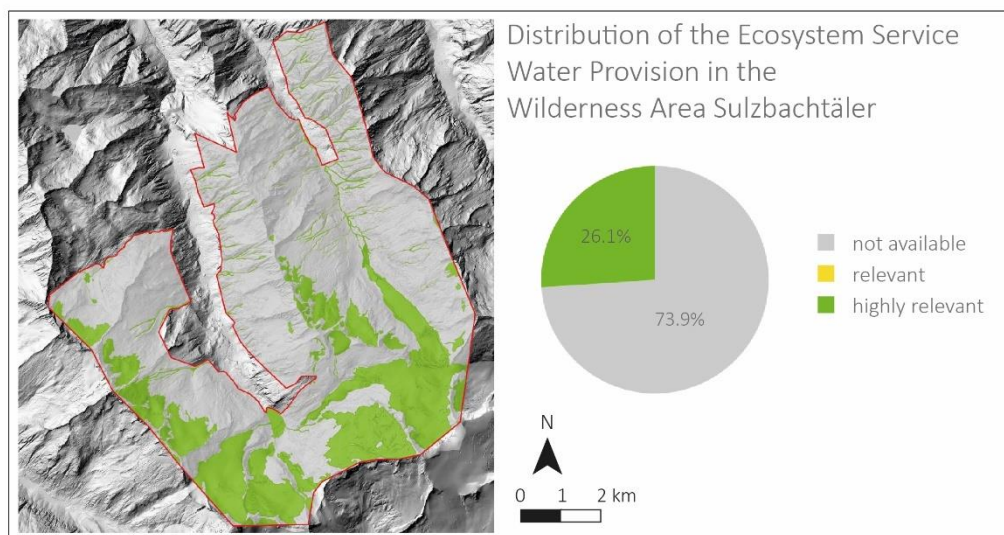 Distribution of the Ecosystem Service
Water Provision in the
Wilderness Area Sulzbachtäler
26.1%
73.9%
not available
relevant
highly relevant
N
0 1 2 km